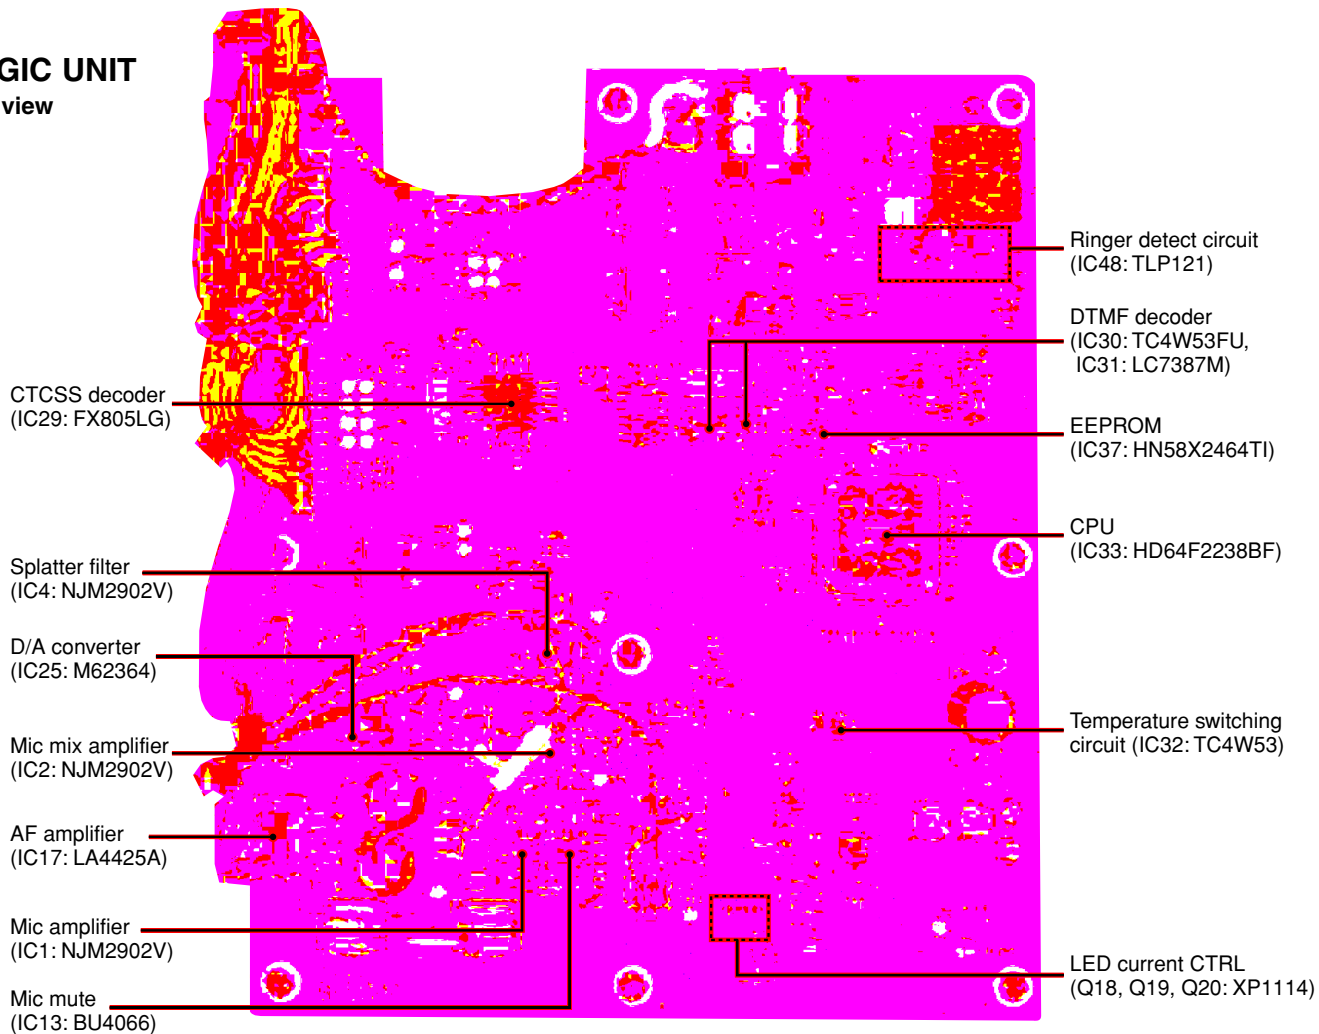 GIC UNIT
view
CTCSS decoder
(IC29: FX805LG)
Splatter filter
(IC4: NJM2902V)
D/A converter
(IC25: M62364)
Mic mix amplifier
(IC2: NJM2902V)
AF amplifier
(IC17: LA4425A)
Mic amplifier
(IC1: NJM2902V)
Mic mute
(IC13: BU4066)
Ringer detect circuit
(IC48: TLP121)
DTMF decoder
(IC30: TC4W53FU,
IC31: LC7387M)
EEPROM
(IC37: HN58X2464TI)
CPU
(IC33: HD64F2238BF)
Temperature switching
circuit (IC32: TC4W53)
LED current CTRL
(Q18, Q19, Q20: XP1114)